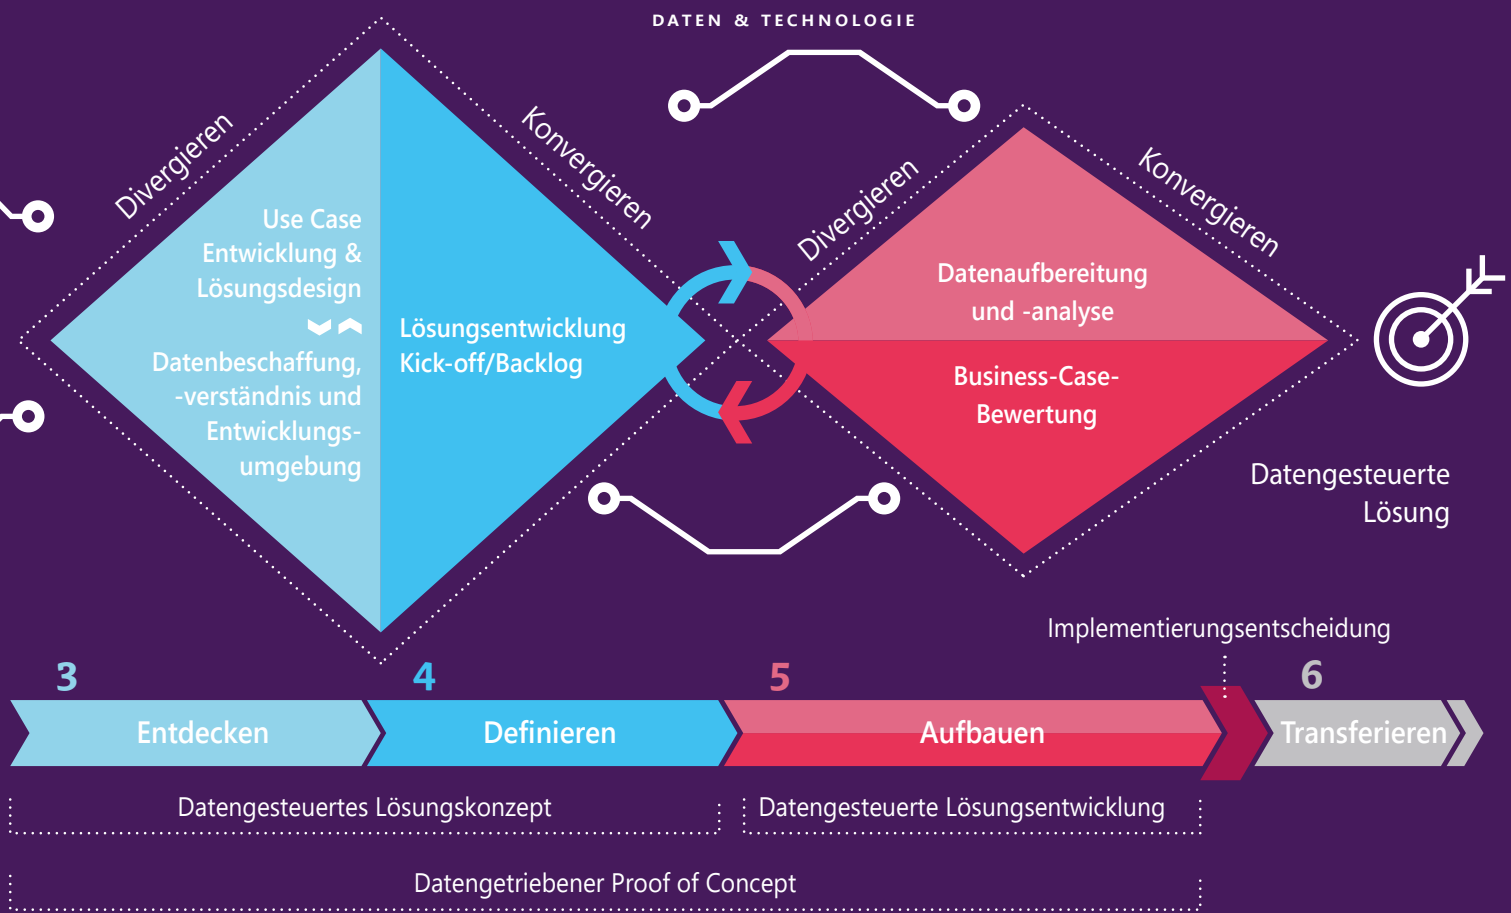 DATEN & TECHNOLOGIE
Divergieren
Konvergieren
Use Case
Entwicklung &
Lösungsdesign
Datenbeschaffung,
-verständnis und
Entwicklungs-
umgebung
Lösungsentwicklung
Kick-off/Backlog
Divergieren
Konvergieren
Datenaufbereitung
und -analyse
Business-Case-
Bewertung
Datengesteuerte
Lösung
Implementierungsentscheidung
3
4
5
6
Entdecken
Definieren
Aufbauen
Transferieren
Datengesteuertes Lösungskonzept
Datengesteuerte Lösungsentwicklung
Datengetriebener Proof of Concept